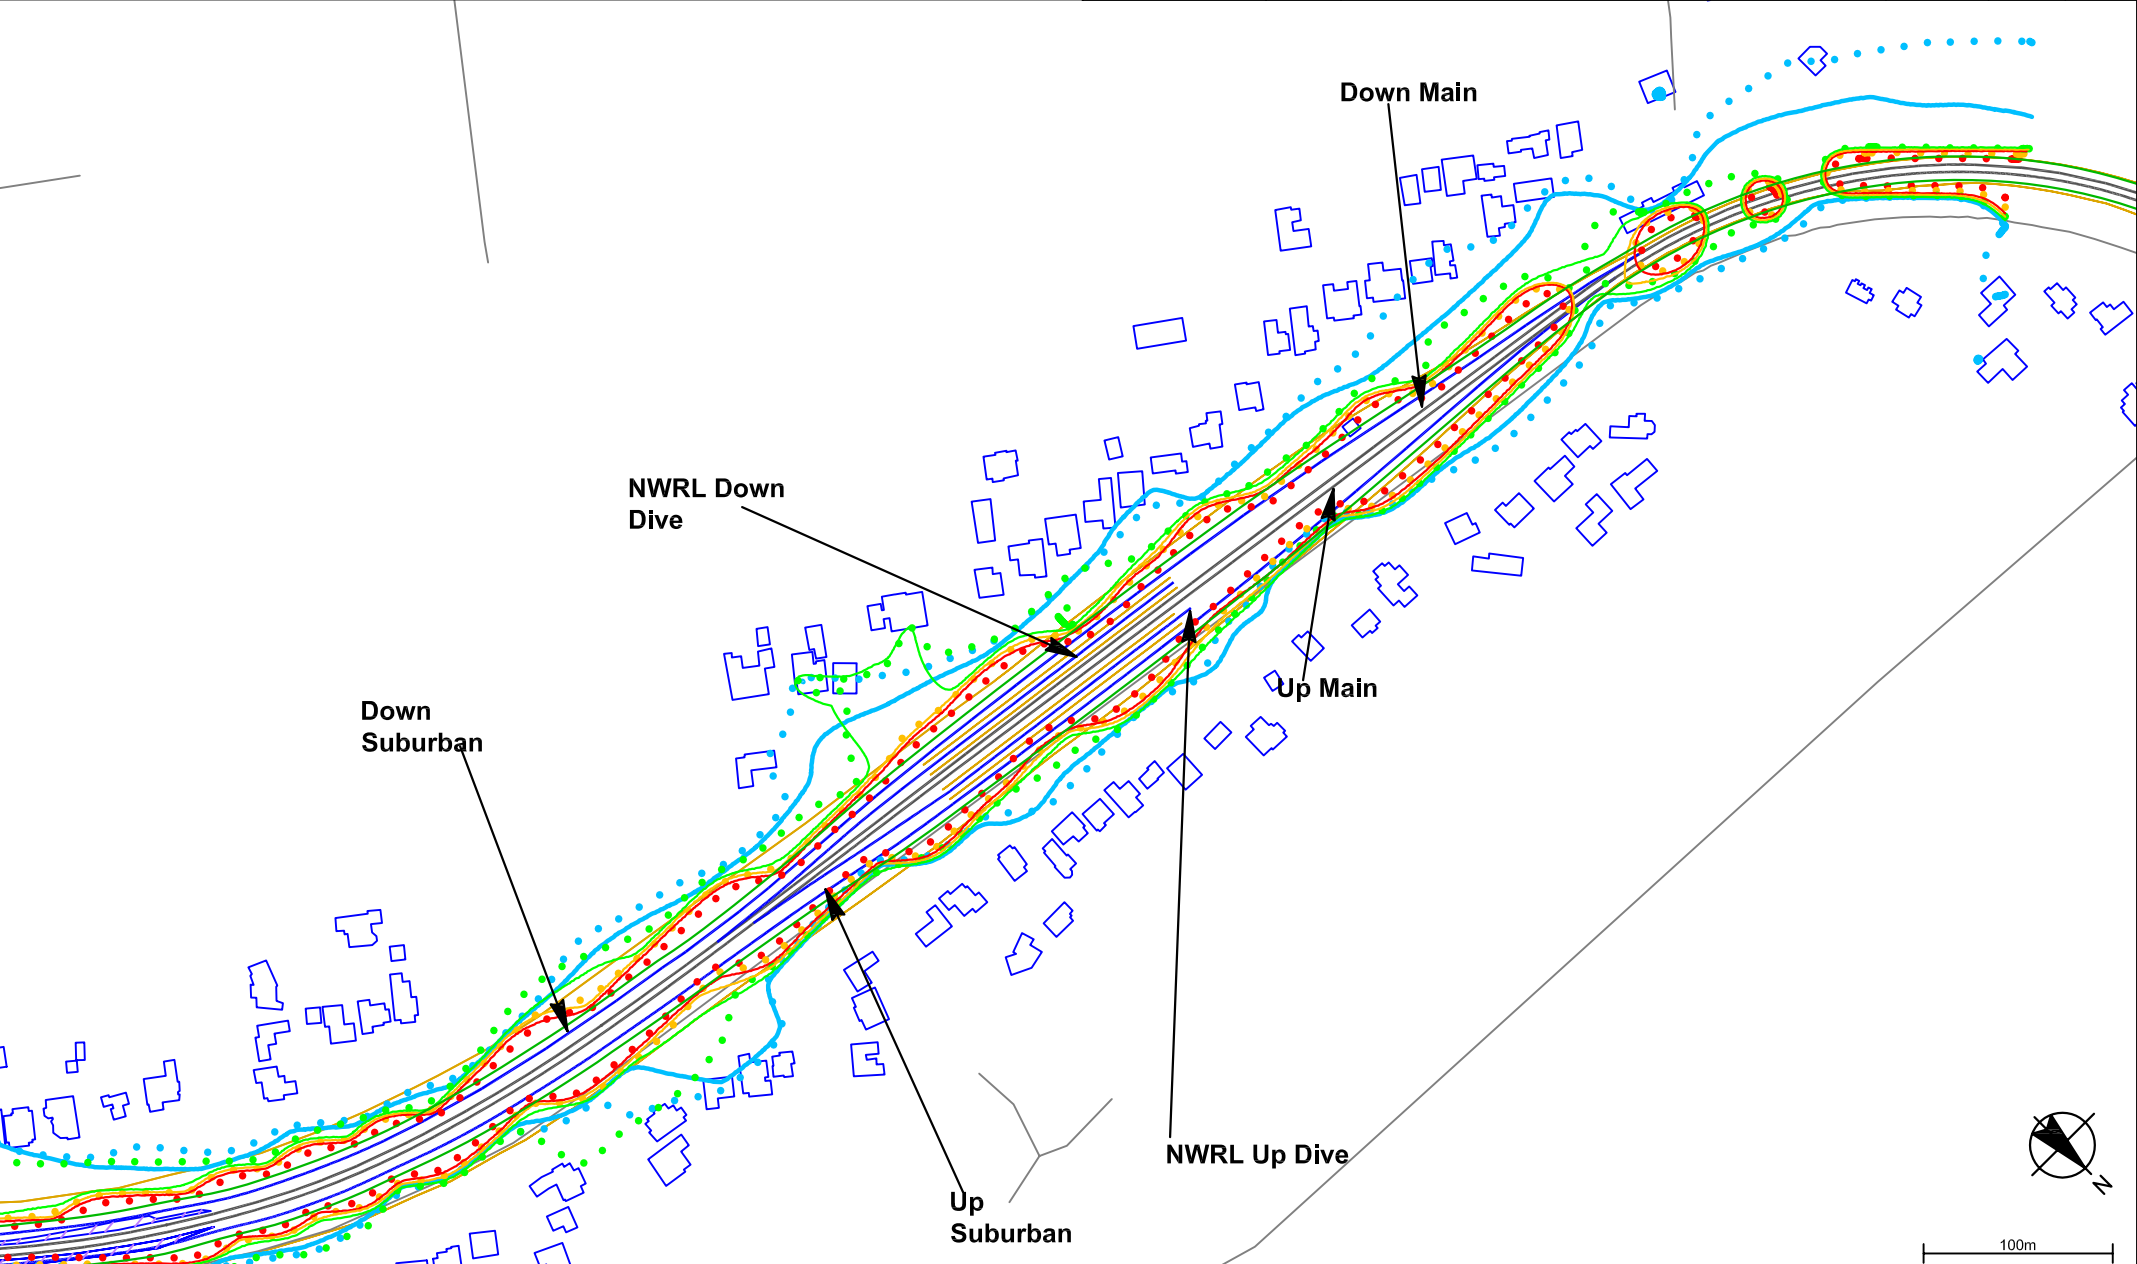 Down Main
NWRL Down
Dive
Down
Suburban
Up Main
NWRL Up Dive
Up
Suburban
N
100m